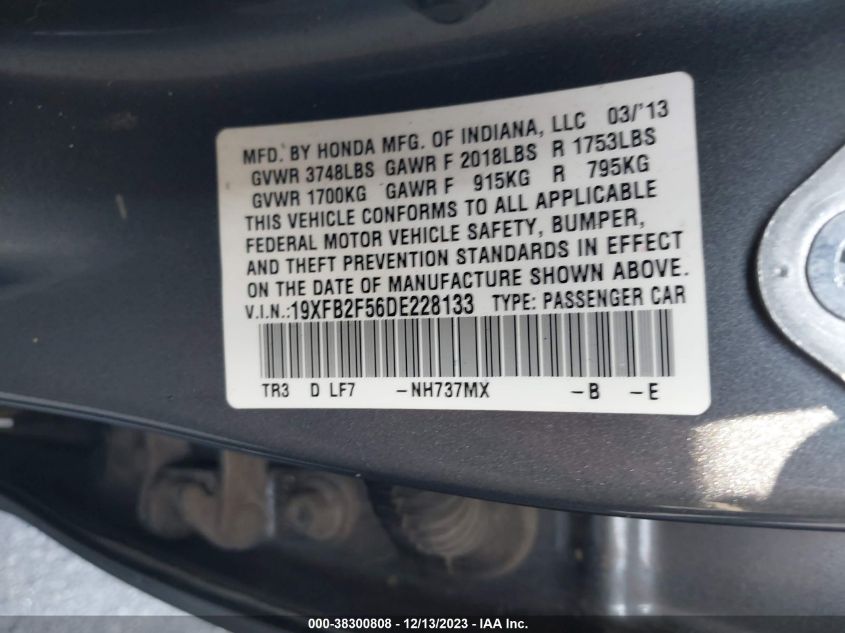 MFD. BY HONDA MFG. OF INDIANA, LLC 03/'13
GVWR 3748LBS GAWR F 2018LBS R 1753LBS
GVWR 1700KG GAWR F 915KG R 795KG
THIS VEHICLE CONFORMS TO ALL APPLICABLE
FEDERAL MOTOR VEHICLE SAFETY, BUMPER,
AND THEFT PREVENTION STANDARDS IN EFFECT
ON THE DATE OF MANUFACTURE SHOWN ABOVE.
V.I.N.:19XFB2F56DE228133 TYPE: PASSENGER CAR
TR3 D LF7 -NH737MX -B -E
000-38300808 - 12/13/2023 - IAA Inc.